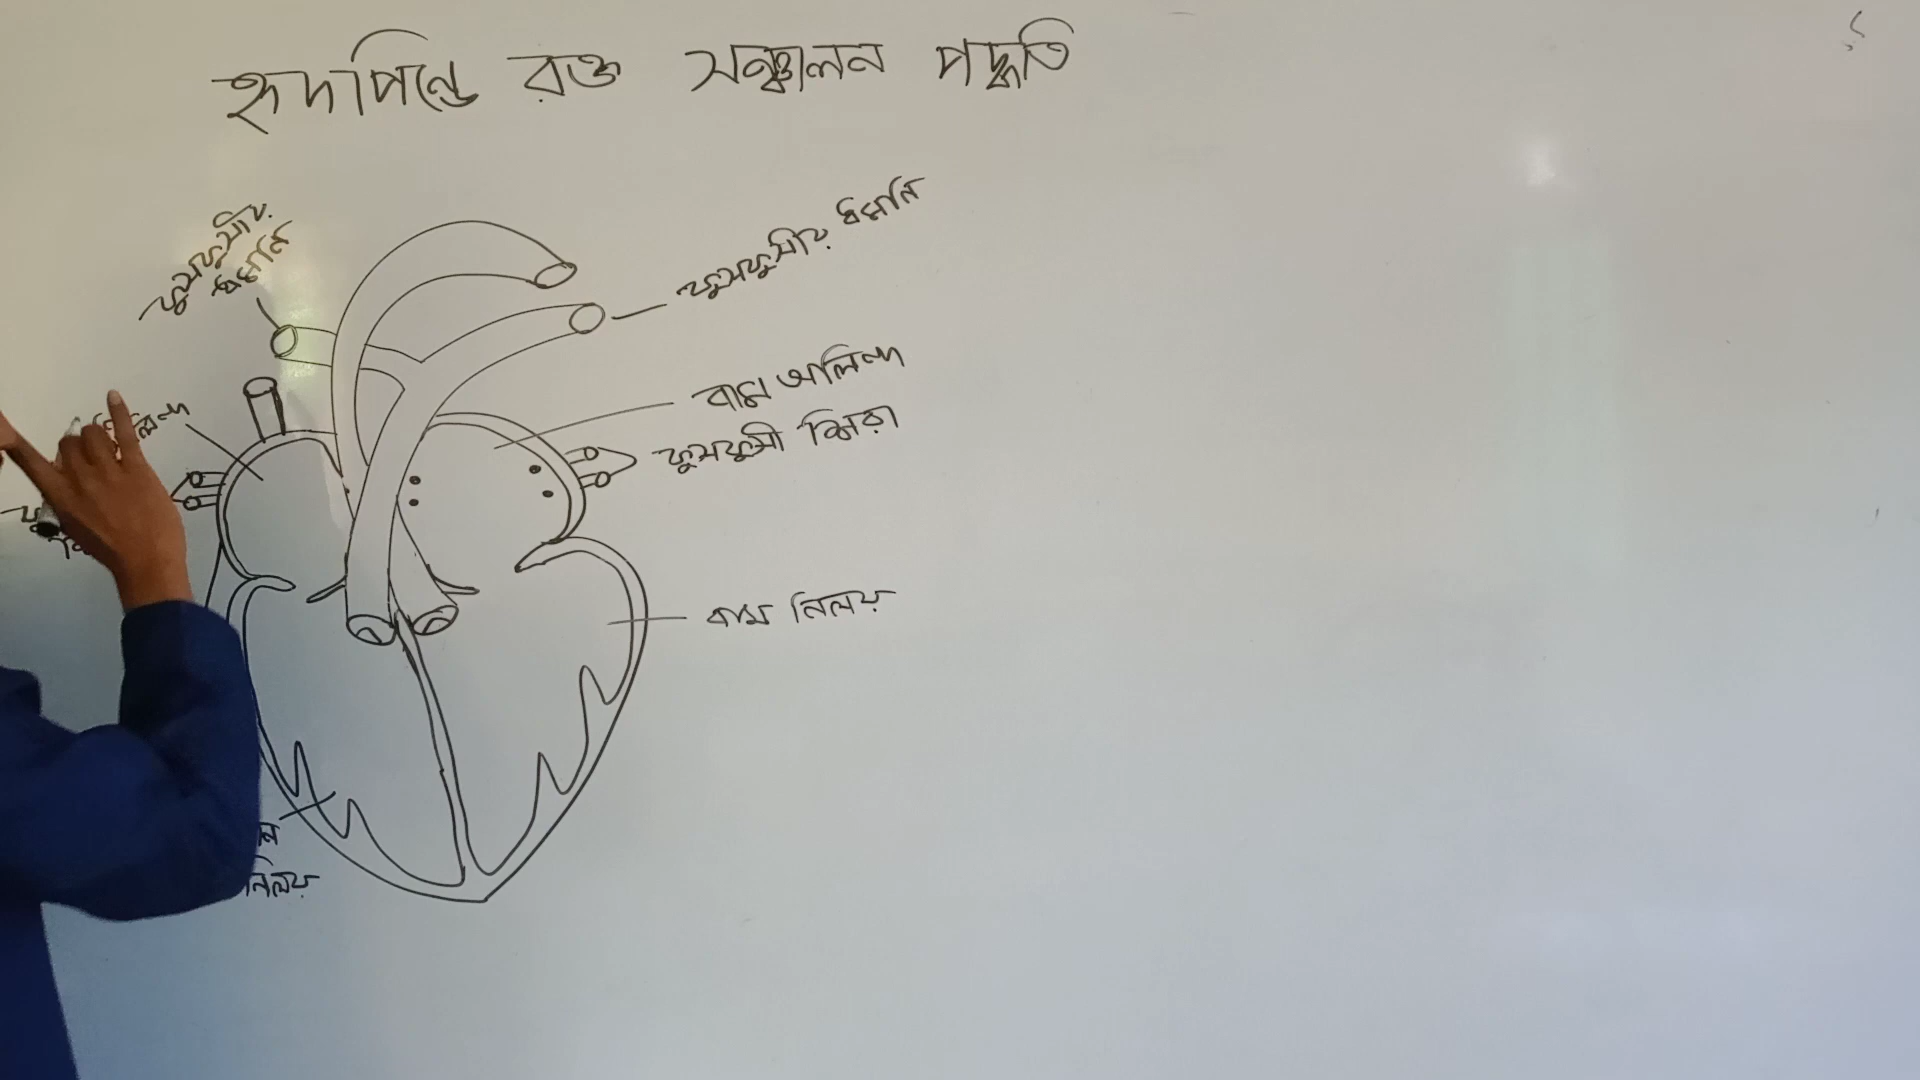 হৃদপিণ্ডে রক্ত সঞ্চালন পদ্ধতি
ফুসফুসীয়
ধমনি
ফুসফুসীয় ধমনি
বাম অলিন্দ
ফুসফুসী শিরা
বাম নিলয়
নিলয়